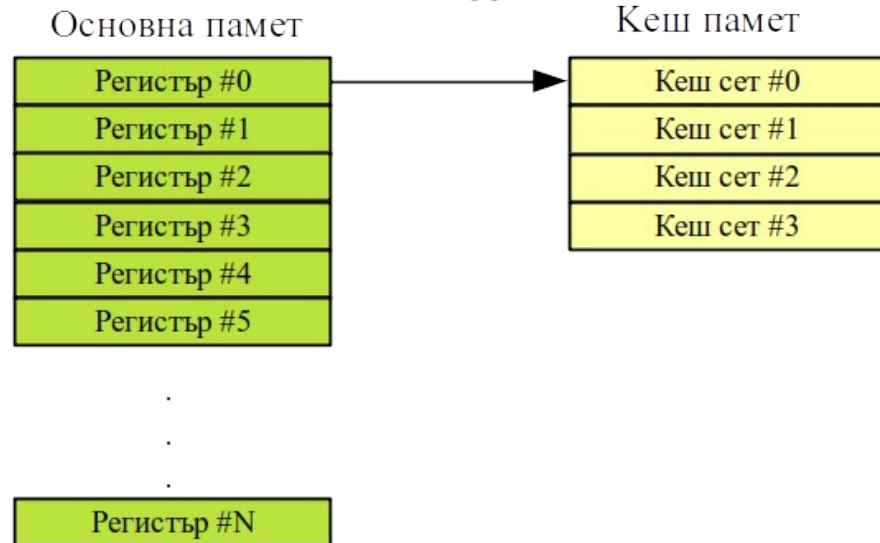 Основна памет
Регистър #0
Регистър #1
Регистър #2
Регистър #3
Регистър #4
Регистър #5
.
.
.
Регистър #N
Кеш памет
Кеш сет #0
Кеш сет #1
Кеш сет #2
Кеш сет #3